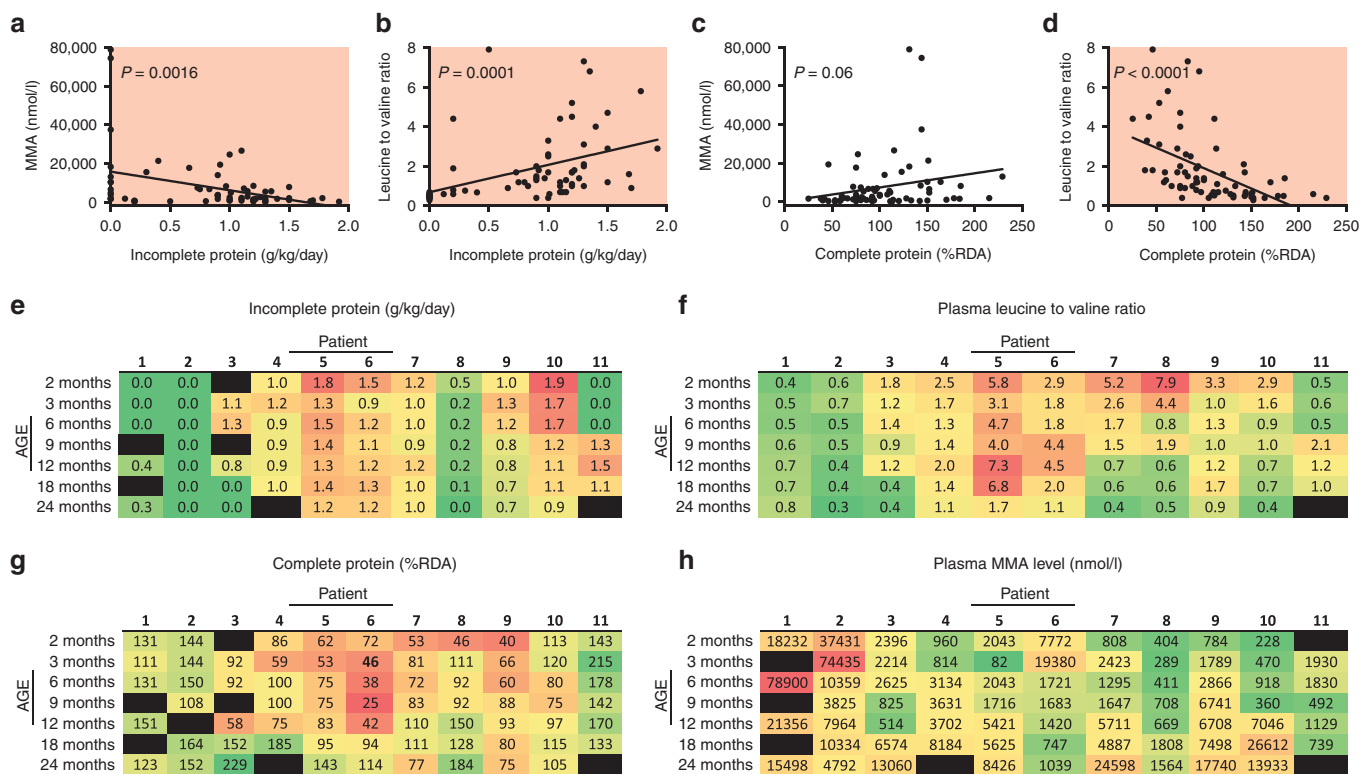 a
80,000
60,000
40,000
20,000
0
MMA (nmol/l)
P = 0.0016
0.0 0.5 1.0 1.5 2.0
Incomplete protein (g/kg/day)
b
8
6
4
2
0
Leucine to valine ratio
P = 0.0001
0.0 0.5 1.0 1.5 2.0
Incomplete protein (g/kg/day)
c
80,000
60,000
40,000
20,000
0
MMA (nmol/l)
P = 0.06
0 50 100 150 200 250
Complete protein (%RDA)
d
8
6
4
2
0
Leucine to valine ratio
P < 0.0001
0 50 100 150 200 250
Complete protein (%RDA)
e
Incomplete protein (g/kg/day)
Patient
1 2 3 4 5 6 7 8 9 10 11
AGE
2 months 0.0 0.0 1.0 1.8 1.5 1.2 0.5 1.0 1.9 0.0
3 months 0.0 0.0 1.1 1.2 1.3 0.9 1.0 0.2 1.3 1.7 0.0
6 months 0.0 0.0 1.3 0.9 1.5 1.2 1.0 0.2 1.2 1.7 0.0
9 months 0.0 0.9 1.4 1.1 0.9 0.2 0.8 1.2 1.3
12 months 0.4 0.0 0.8 0.9 1.3 1.2 1.2 0.2 0.8 1.1 1.5
18 months 0.0 0.0 1.0 1.4 1.3 1.0 0.1 0.7 1.1 1.1
24 months 0.3 0.0 0.0 1.2 1.2 1.0 0.0 0.7 0.9
f
Plasma leucine to valine ratio
Patient
1 2 3 4 5 6 7 8 9 10 11
AGE
2 months 0.4 0.6 1.8 2.5 5.8 2.9 5.2 7.9 3.3 2.9 0.5
3 months 0.5 0.7 1.2 1.7 3.1 1.8 2.6 4.4 1.0 1.6 0.6
6 months 0.5 0.5 1.4 1.3 4.7 1.8 1.7 0.8 1.3 0.9 0.5
9 months 0.6 0.5 0.9 1.4 4.0 4.4 1.5 1.9 1.0 1.0 2.1
12 months 0.7 0.4 1.2 2.0 7.3 4.5 0.7 0.6 1.2 0.7 1.2
18 months 0.7 0.4 0.4 1.4 6.8 2.0 0.6 0.6 1.7 0.7 1.0
24 months 0.8 0.3 0.4 1.1 1.7 1.1 0.4 0.5 0.9 0.4
g
Complete protein (%RDA)
Patient
1 2 3 4 5 6 7 8 9 10 11
AGE
2 months 131 144 86 62 72 53 46 40 113 143
3 months 111 144 92 59 53 46 81 111 66 120 215
6 months 131 150 92 100 75 38 72 92 60 80 178
9 months 108 100 75 25 83 92 88 75 142
12 months 151 58 75 83 42 110 150 93 97 170
18 months 164 152 185 95 94 111 128 80 115 133
24 months 123 152 229 143 114 77 184 75 105
h
Plasma MMA level (nmol/l)
Patient
1 2 3 4 5 6 7 8 9 10 11
AGE
2 months 18232 37431 2396 960 2043 7772 808 404 784 228
3 months 74435 2214 814 82 19380 2423 289 1789 470 1930
6 months 78900 10359 2625 3134 2043 1721 1295 411 2866 918 1830
9 months 3825 825 3631 1716 1683 1647 708 6741 360 492
12 months 21356 7964 514 3702 5421 1420 5711 669 6708 7046 1129
18 months 10334 6574 8184 5625 747 4887 1808 7498 26612 739
24 months 15498 4792 13060 8426 1039 24598 1564 17740 13933